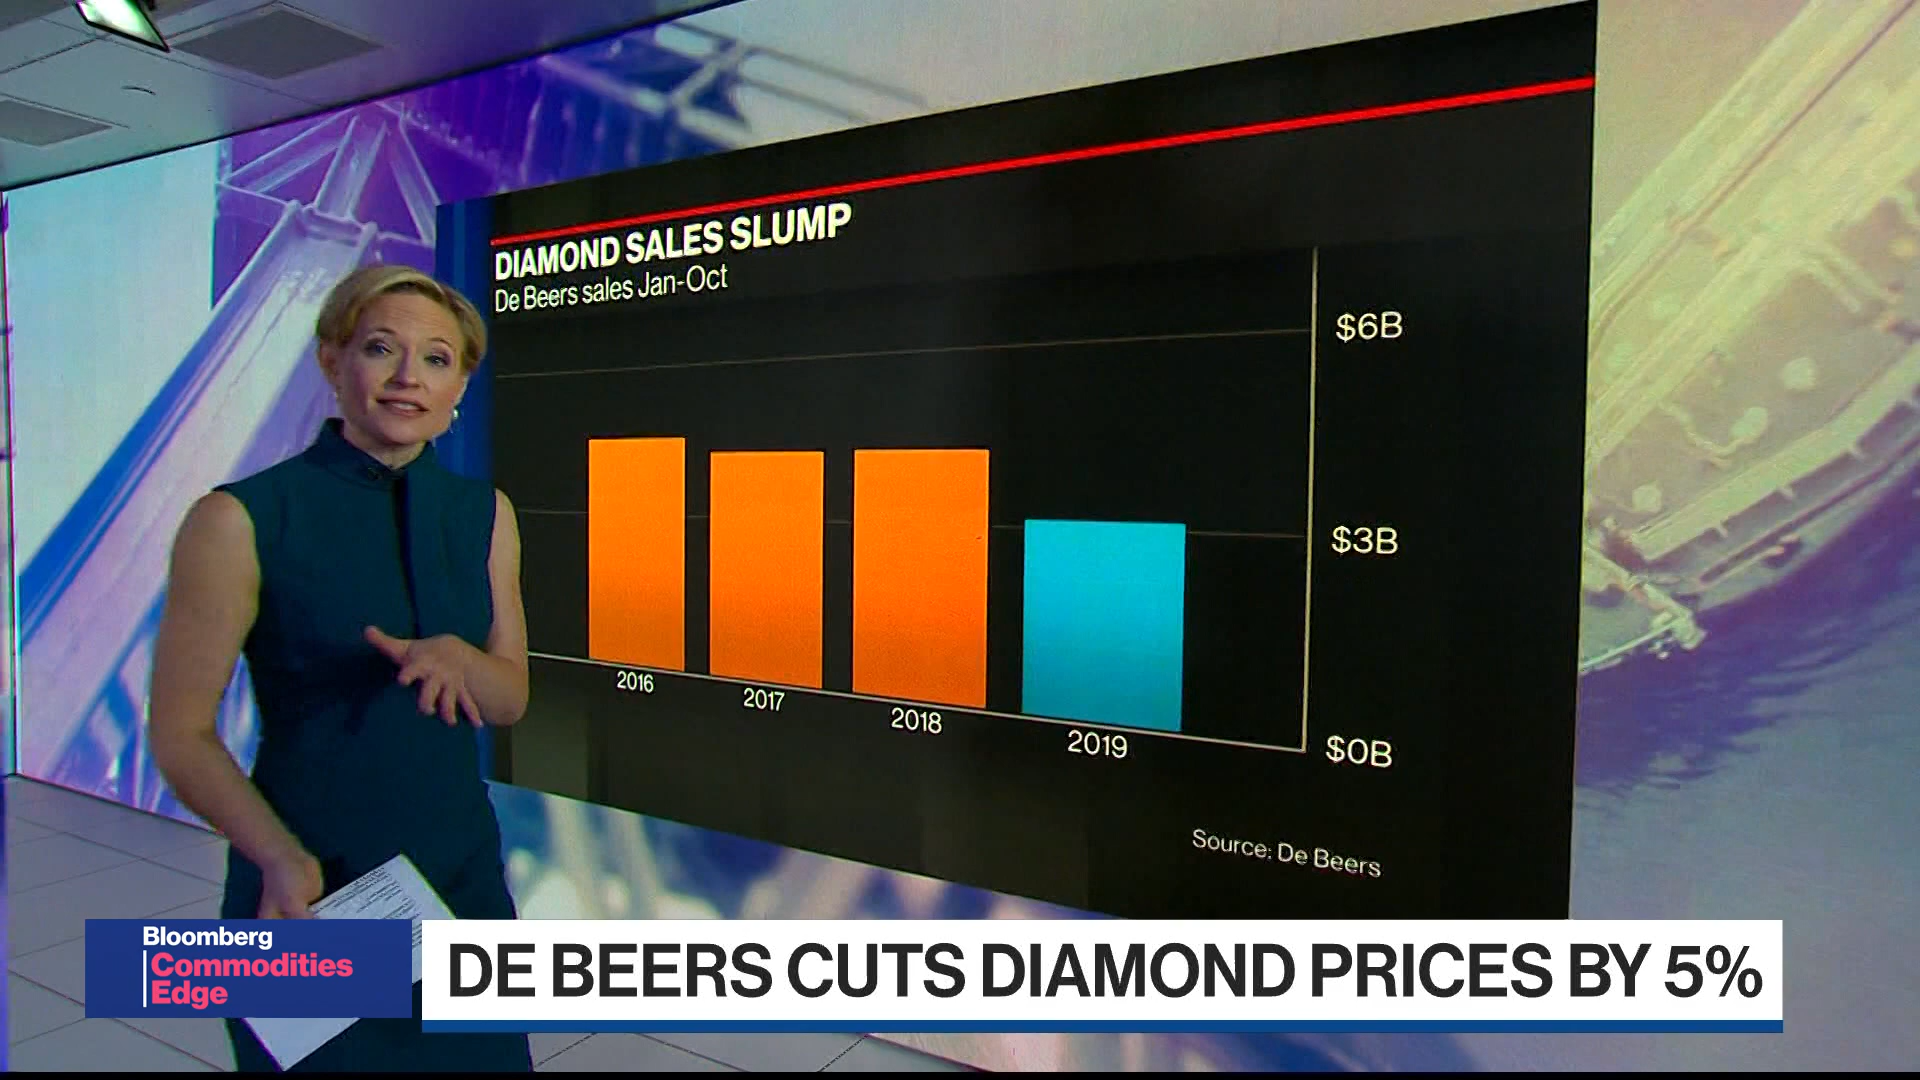 DIAMOND SALES SLUMP
De Beers sales Jan-Oct
$6B
$3B
$0B
2016
2017
2018
2019
Source: De Beers
Bloomberg
Commodities
Edge
DE BEERS CUTS DIAMOND PRICES BY 5%